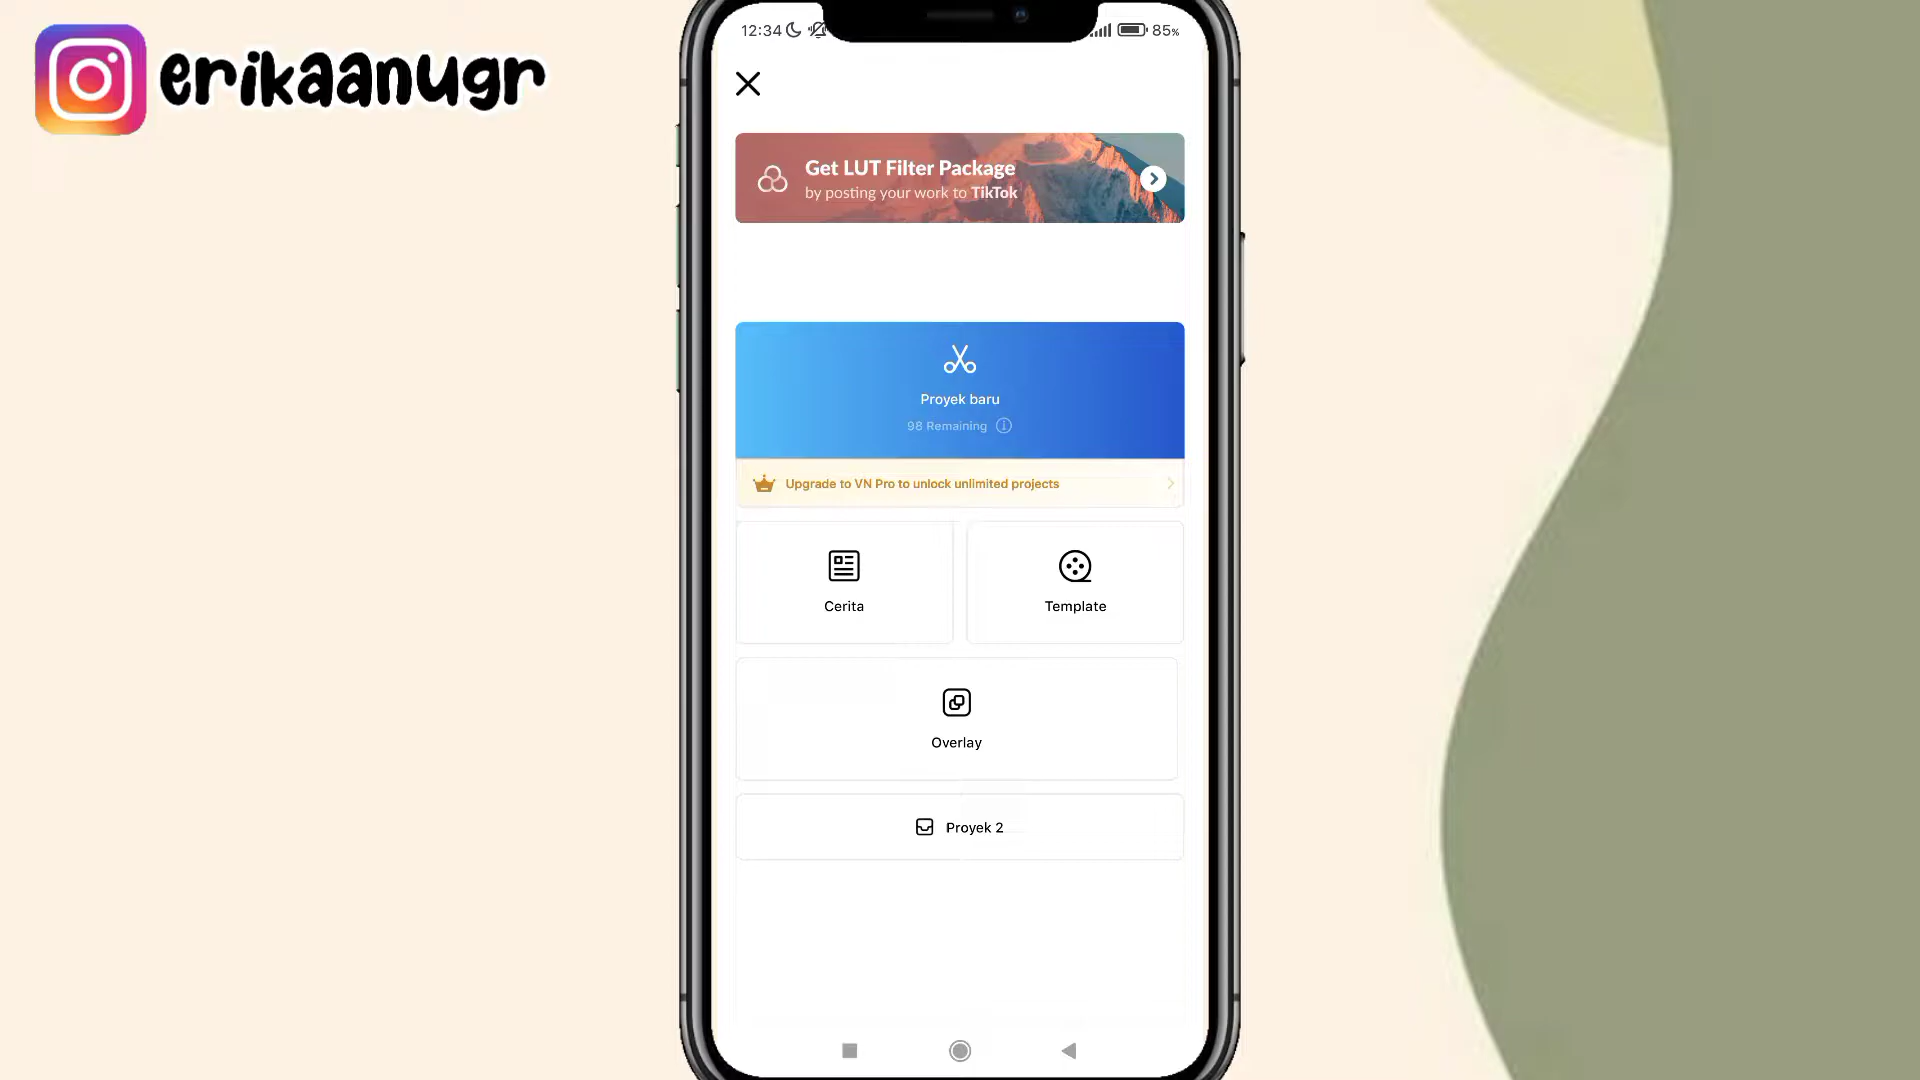 erikaanugr
12:34
85%
Get LUT Filter Package
by posting your work to TikTok
Proyek baru
98 Remaining
Upgrade to VN Pro to unlock unlimited projects
Cerita
Template
Overlay
Proyek 2